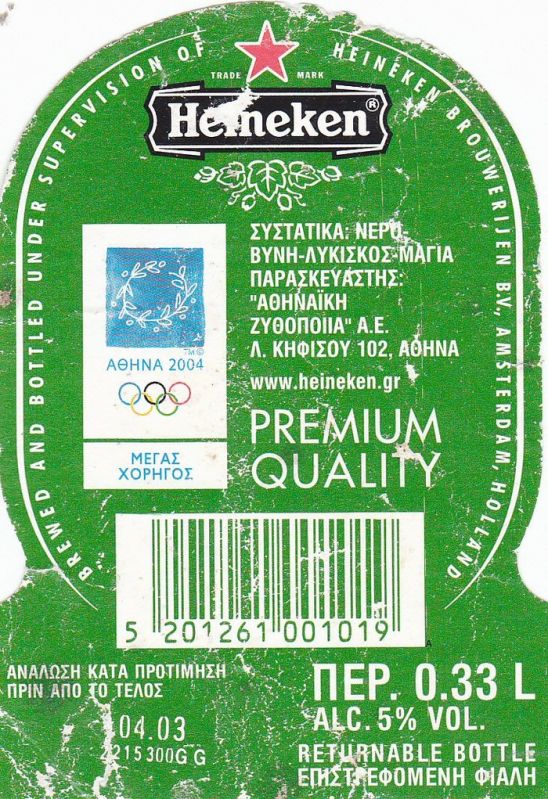 BREWED AND BOTTLED UNDER SUPERVISION OF HEINEKEN BROUWERIJEN B.V., AMSTERDAM, HOLLAND
TRADE MARK
Heineken®
ΣΥΣΤΑΤΙΚΑ: ΝΕΡΟ
ΒΥΝΗ-ΛΥΚΙΣΚΟΣ-ΜΑΓΙΑ
ΠΑΡΑΣΚΕΥΑΣΤΗΣ:
"ΑΘΗΝΑΪΚΗ
ΖΥΘΟΠΟΙΙΑ" Α.Ε.
Λ. ΚΗΦΙΣΟΥ 102, ΑΘΗΝΑ
www.heineken.gr
TM©
ΑΘΗΝΑ 2004
ΜΕΓΑΣ
ΧΟΡΗΓΟΣ
PREMIUM
QUALITY
5 201261 001019
A
ΑΝΑΛΩΣΗ ΚΑΤΑ ΠΡΟΤΙΜΗΣΗ
ΠΡΙΝ ΑΠΟ ΤΟ ΤΕΛΟΣ
04.03
2215300G G
ΠΕΡ. 0.33 L
ALC. 5% VOL.
RETURNABLE BOTTLE
ΕΠΙΣΤΡΕΦΟΜΕΝΗ ΦΙΑΛΗ